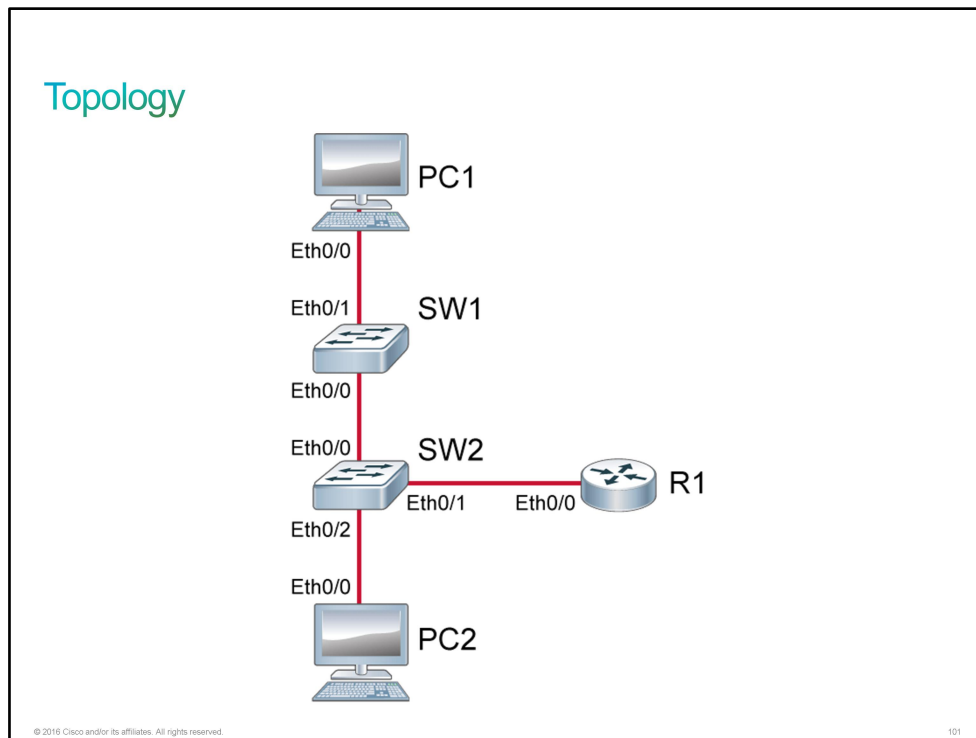 Topology
PC1
Eth0/0
Eth0/1
SW1
Eth0/0
Eth0/0
SW2
Eth0/1
Eth0/0
R1
Eth0/2
Eth0/0
PC2
© 2016 Cisco and/or its affiliates. All rights reserved.
101